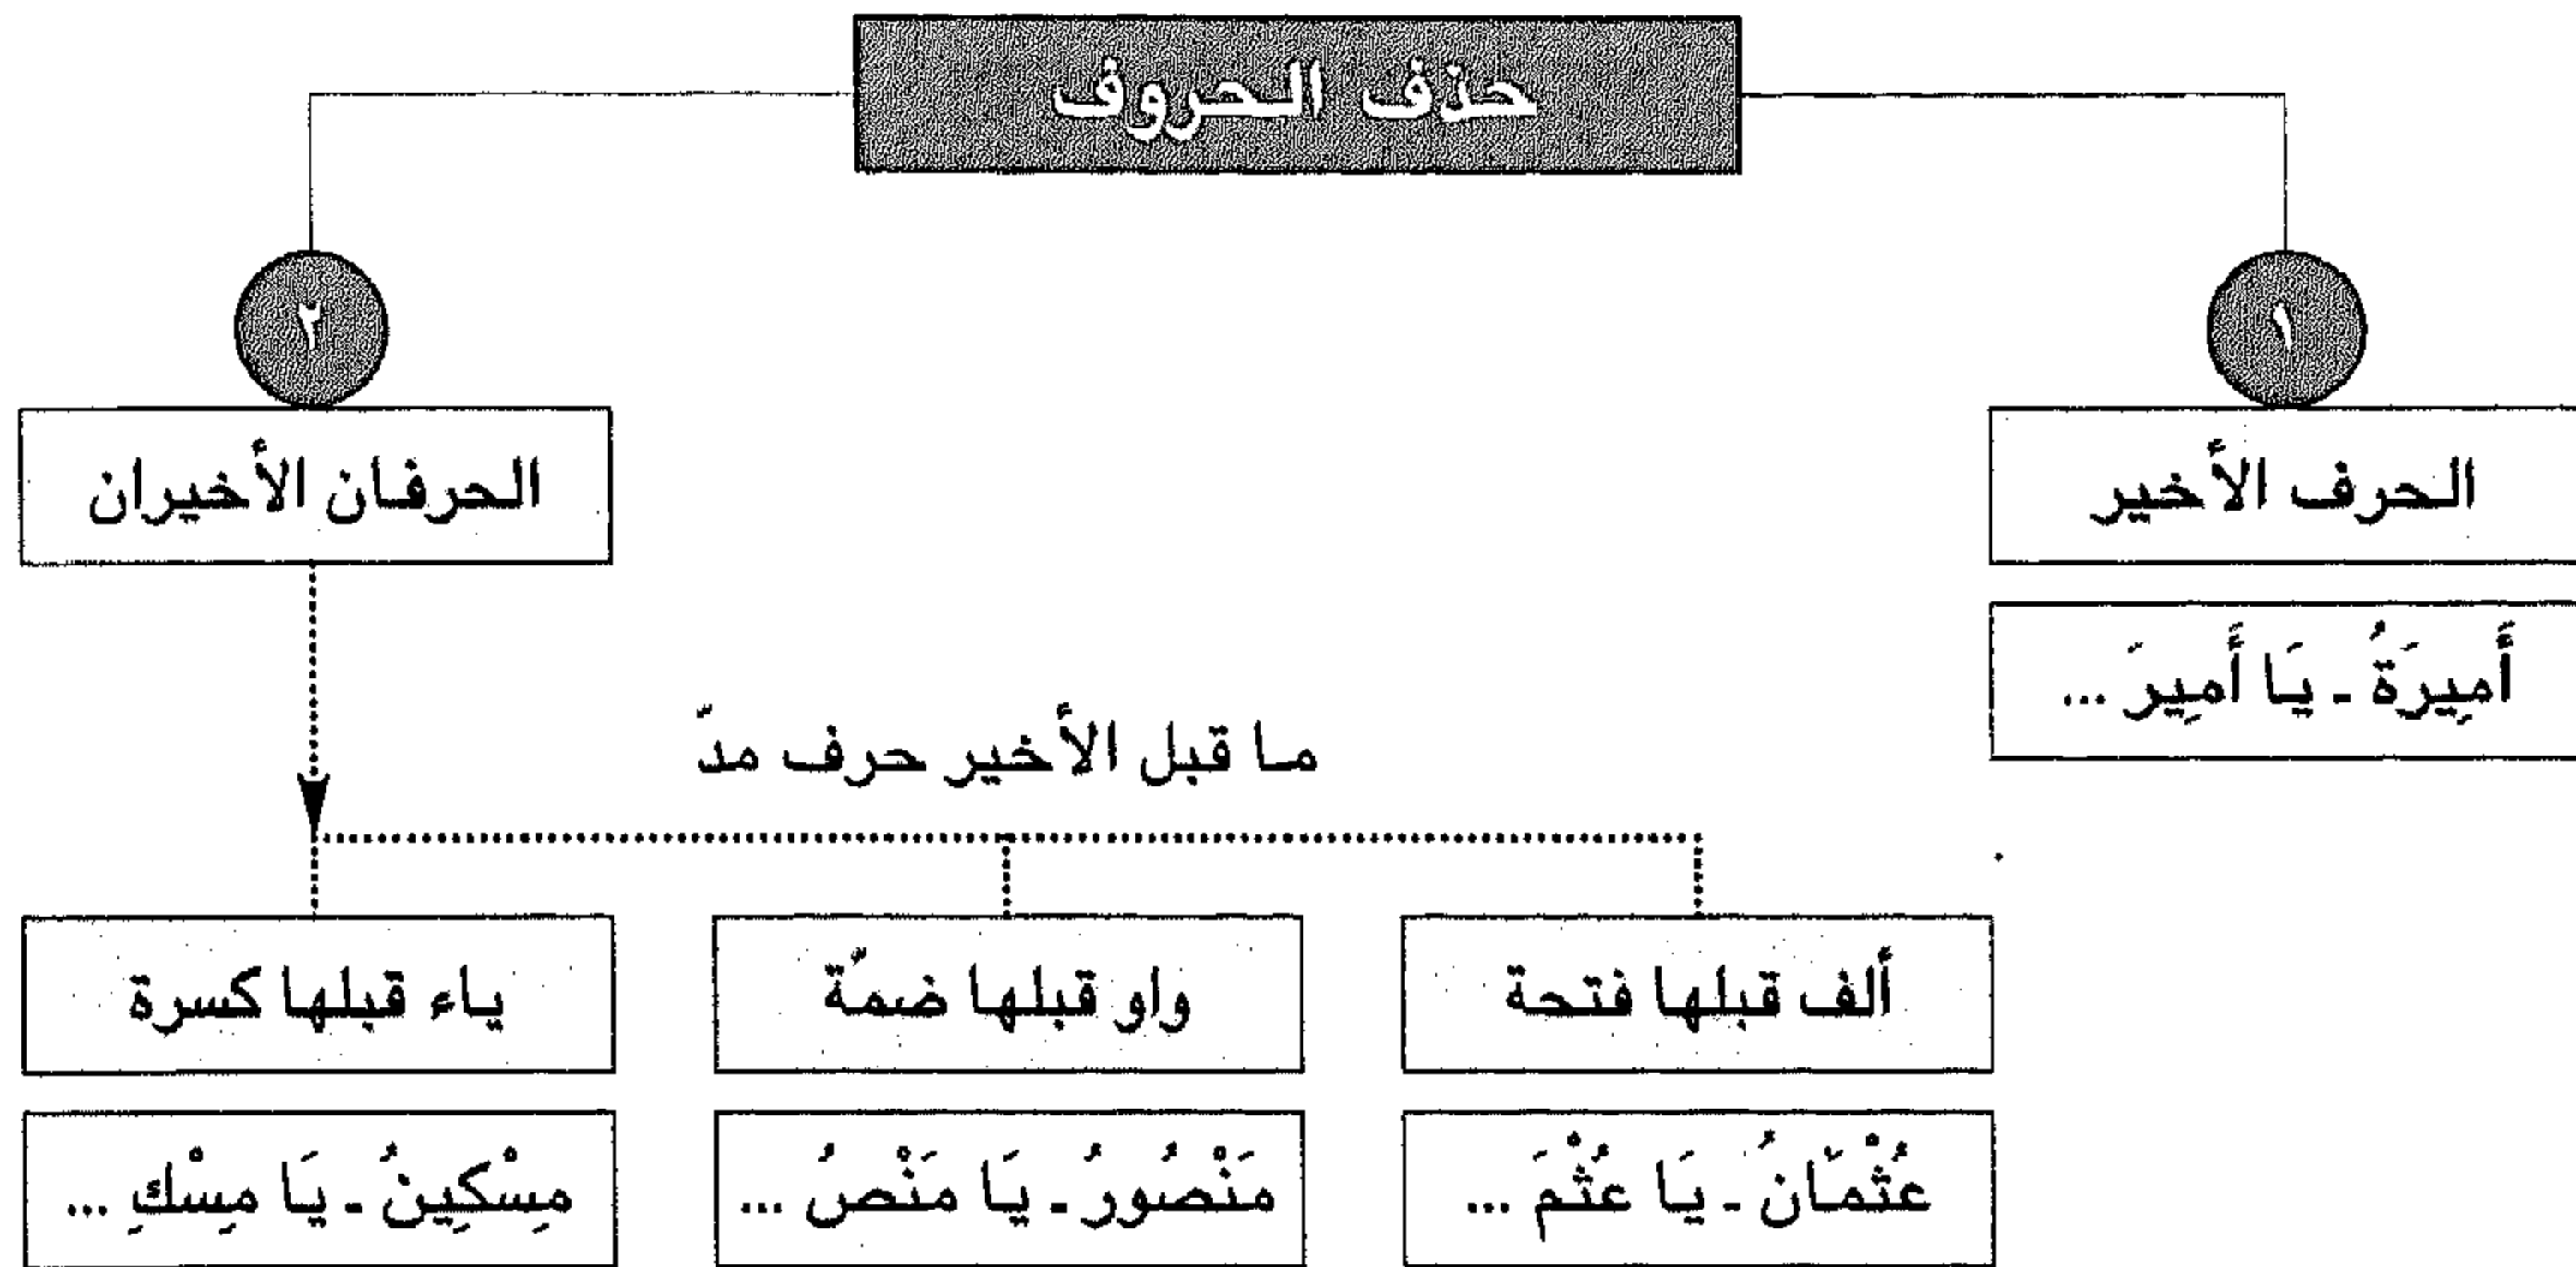 حذف الحروف
١
٢
الحرف الأخير
الحرفان الأخيران
أَمِيرَةُ - يَا أَمِيرَ ...
ما قبل الأخير حرف مدّ
ألف قبلها فتحة
واو قبلها ضمّة
ياء قبلها كسرة
عُثْمَانُ - يَا عُثْمَ ...
مَنْصُورُ - يَا مَنْصُ ...
مِسْكِينُ - يَا مِسْكِ ...